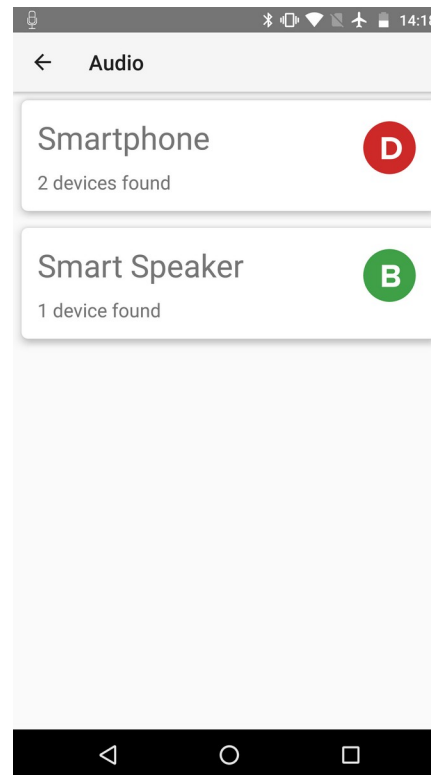 14:18
Audio
Smartphone
D
2 devices found
Smart Speaker
B
1 device found